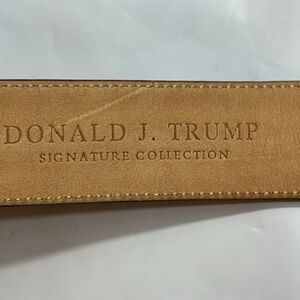 DONALD J. TRUMP
SIGNATURE COLLECTION